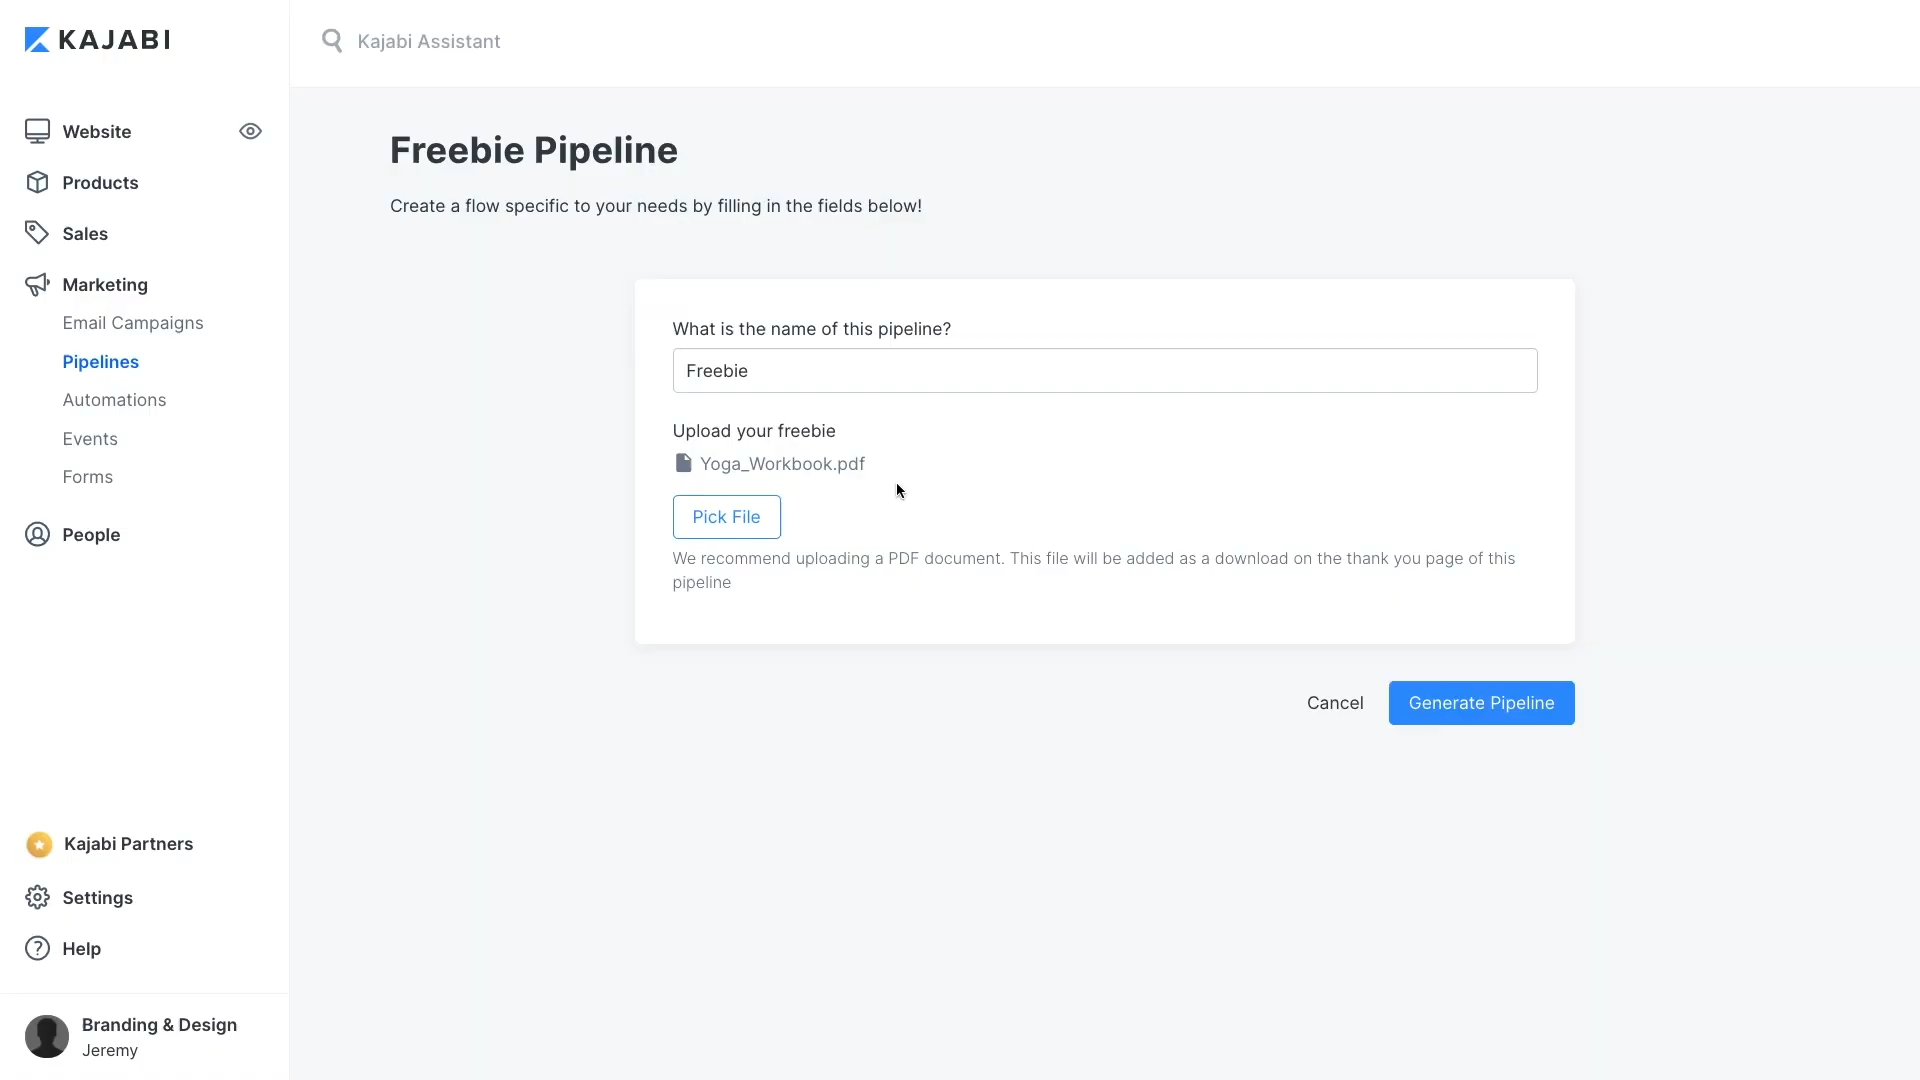 KAJABI
Kajabi Assistant
Website
Products
Sales
Marketing
Email Campaigns
Pipelines
Automations
Events
Forms
People
Kajabi Partners
Settings
Help
Branding & Design
Jeremy
Freebie Pipeline
Create a flow specific to your needs by filling in the fields below!
What is the name of this pipeline?
Freebie
Upload your freebie
Yoga_Workbook.pdf
Pick File
We recommend uploading a PDF document. This file will be added as a download on the thank you page of this
pipeline
Cancel
Generate Pipeline